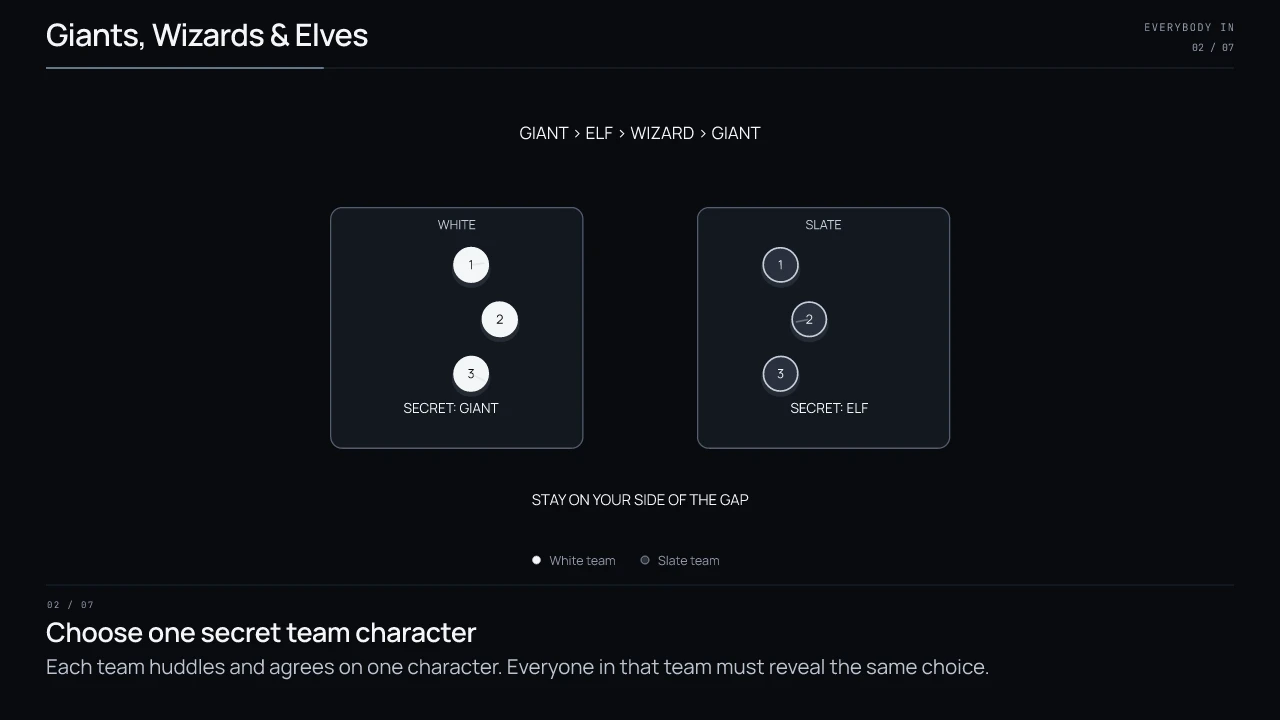 Giants, Wizards & Elves
EVERYBODY IN
02 / 07
GIANT > ELF > WIZARD > GIANT
WHITE
1
2
3
SECRET: GIANT
SLATE
1
2
3
SECRET: ELF
STAY ON YOUR SIDE OF THE GAP
White team
Slate team
02 / 07
Choose one secret team character
Each team huddles and agrees on one character. Everyone in that team must reveal the same choice.